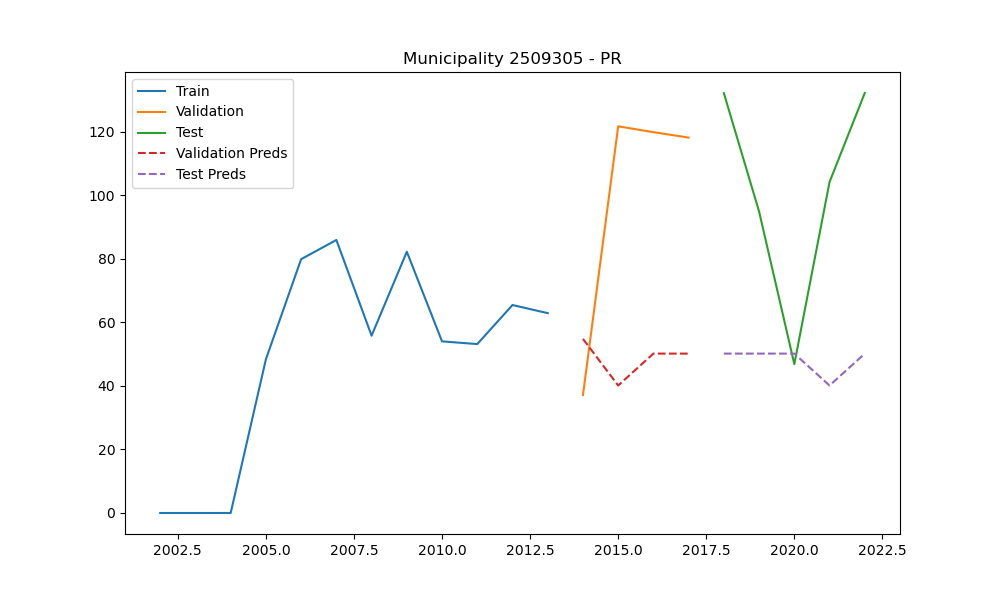 Municipality 2509305 - PR
Train
Validation
Test
Validation Preds
Test Preds
120
100
80
60
40
20
0
2002.5 2005.0 2007.5 2010.0 2012.5 2015.0 2017.5 2020.0 2022.5